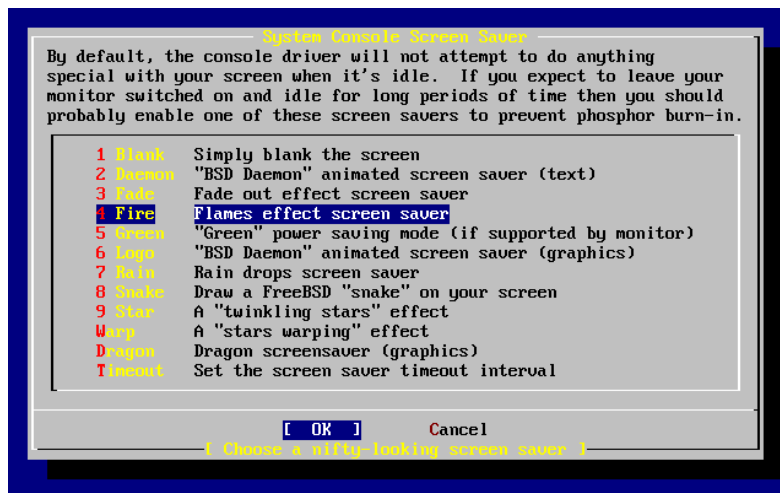 System Console Screen Saver
By default, the console driver will not attempt to do anything
special with your screen when it's idle.  If you expect to leave your
monitor switched on and idle for long periods of time then you should
probably enable one of these screen savers to prevent phosphor burn-in.
1 Blank    Simply blank the screen
2 Daemon   "BSD Daemon" animated screen saver (text)
3 Fade     Fade out effect screen saver
4 Fire     Flames effect screen saver
5 Green    "Green" power saving mode (if supported by monitor)
6 Logo     "BSD Daemon" animated screen saver (graphics)
7 Rain     Rain drops screen saver
8 Snake    Draw a FreeBSD "snake" on your screen
9 Star     A "twinkling stars" effect
Warp       A "stars warping" effect
Dragon     Dragon screensaver (graphics)
Timeout    Set the screen saver timeout interval
[  OK  ]       Cancel
[ Choose a nifty-looking screen saver ]